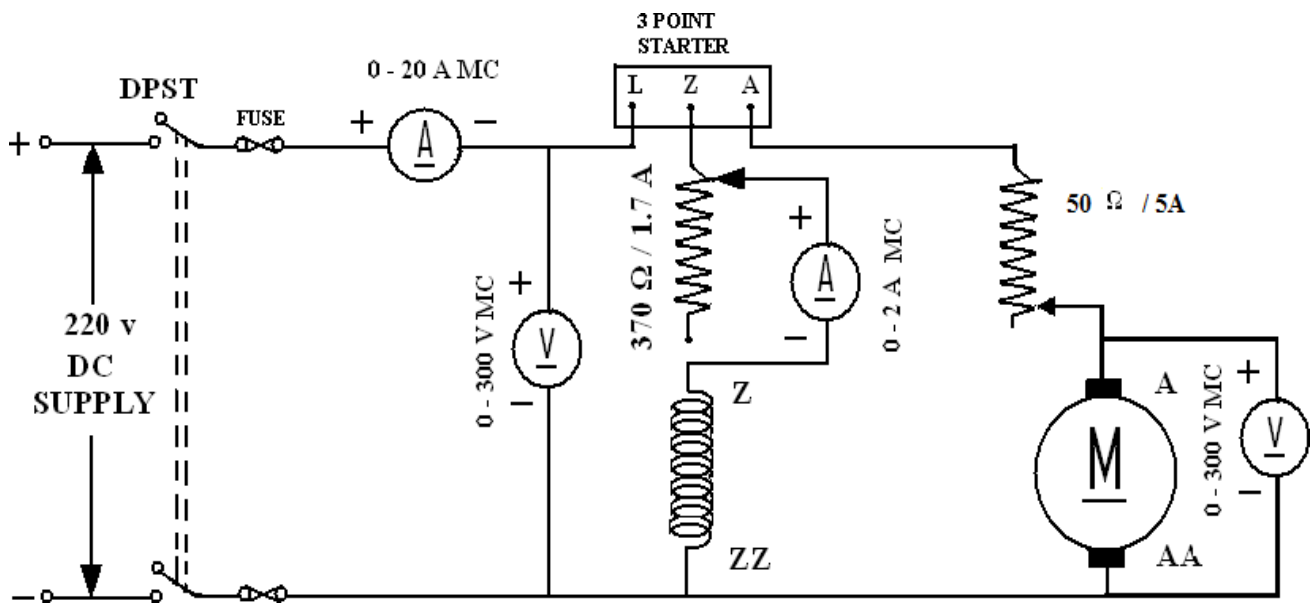 3 POINT
STARTER
0 - 20 A MC
L Z A
DPST
FUSE
+ A −
+
370 Ω / 1.7 A
+
A
−
0 - 2 A MC
50 Ω / 5A
220 v
DC
SUPPLY
0 - 300 V MC
+
V
−
Z
ZZ
A
M
AA
0 - 300 V MC
+
V
−
−